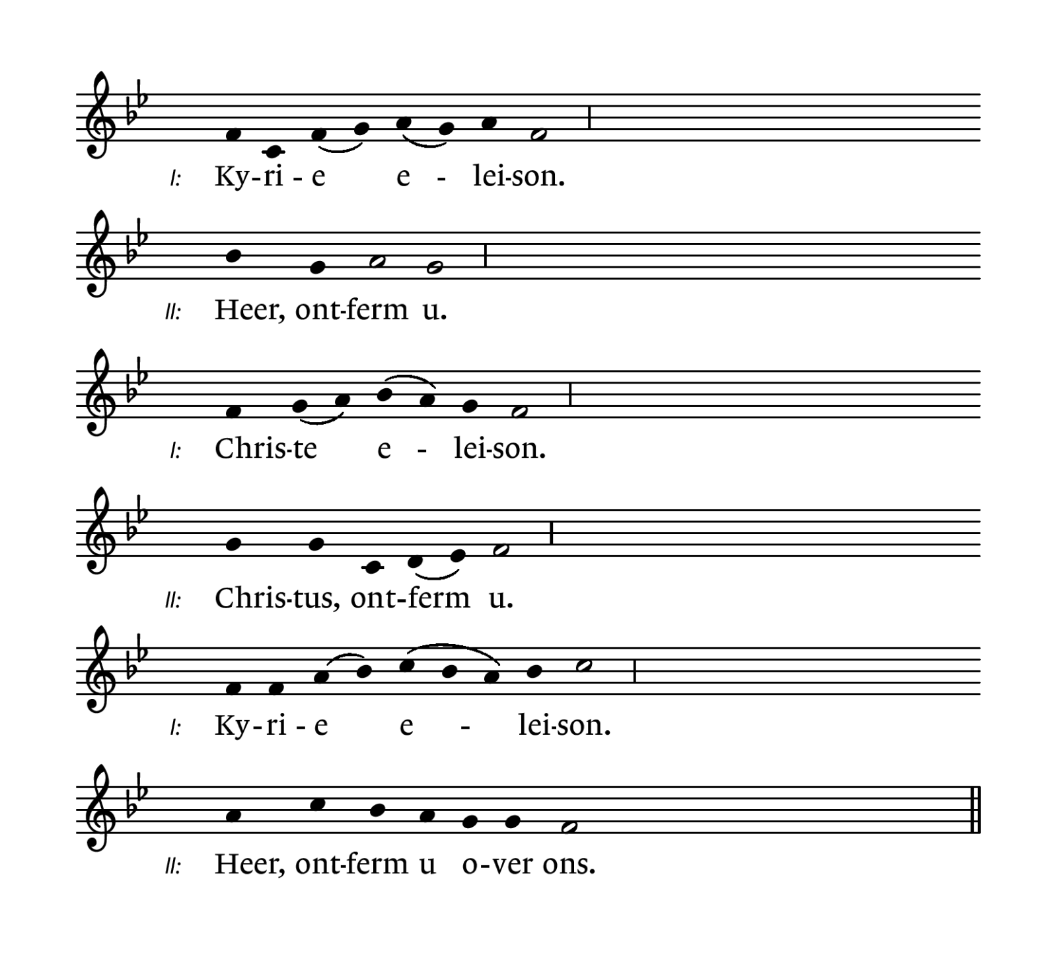 I: Ky-ri - e e - lei-son.
II: Heer, ont-ferm u.
I: Chris-te e - lei-son.
II: Chris-tus, ont-ferm u.
I: Ky-ri - e e - lei-son.
II: Heer, ont-ferm u o-ver ons.